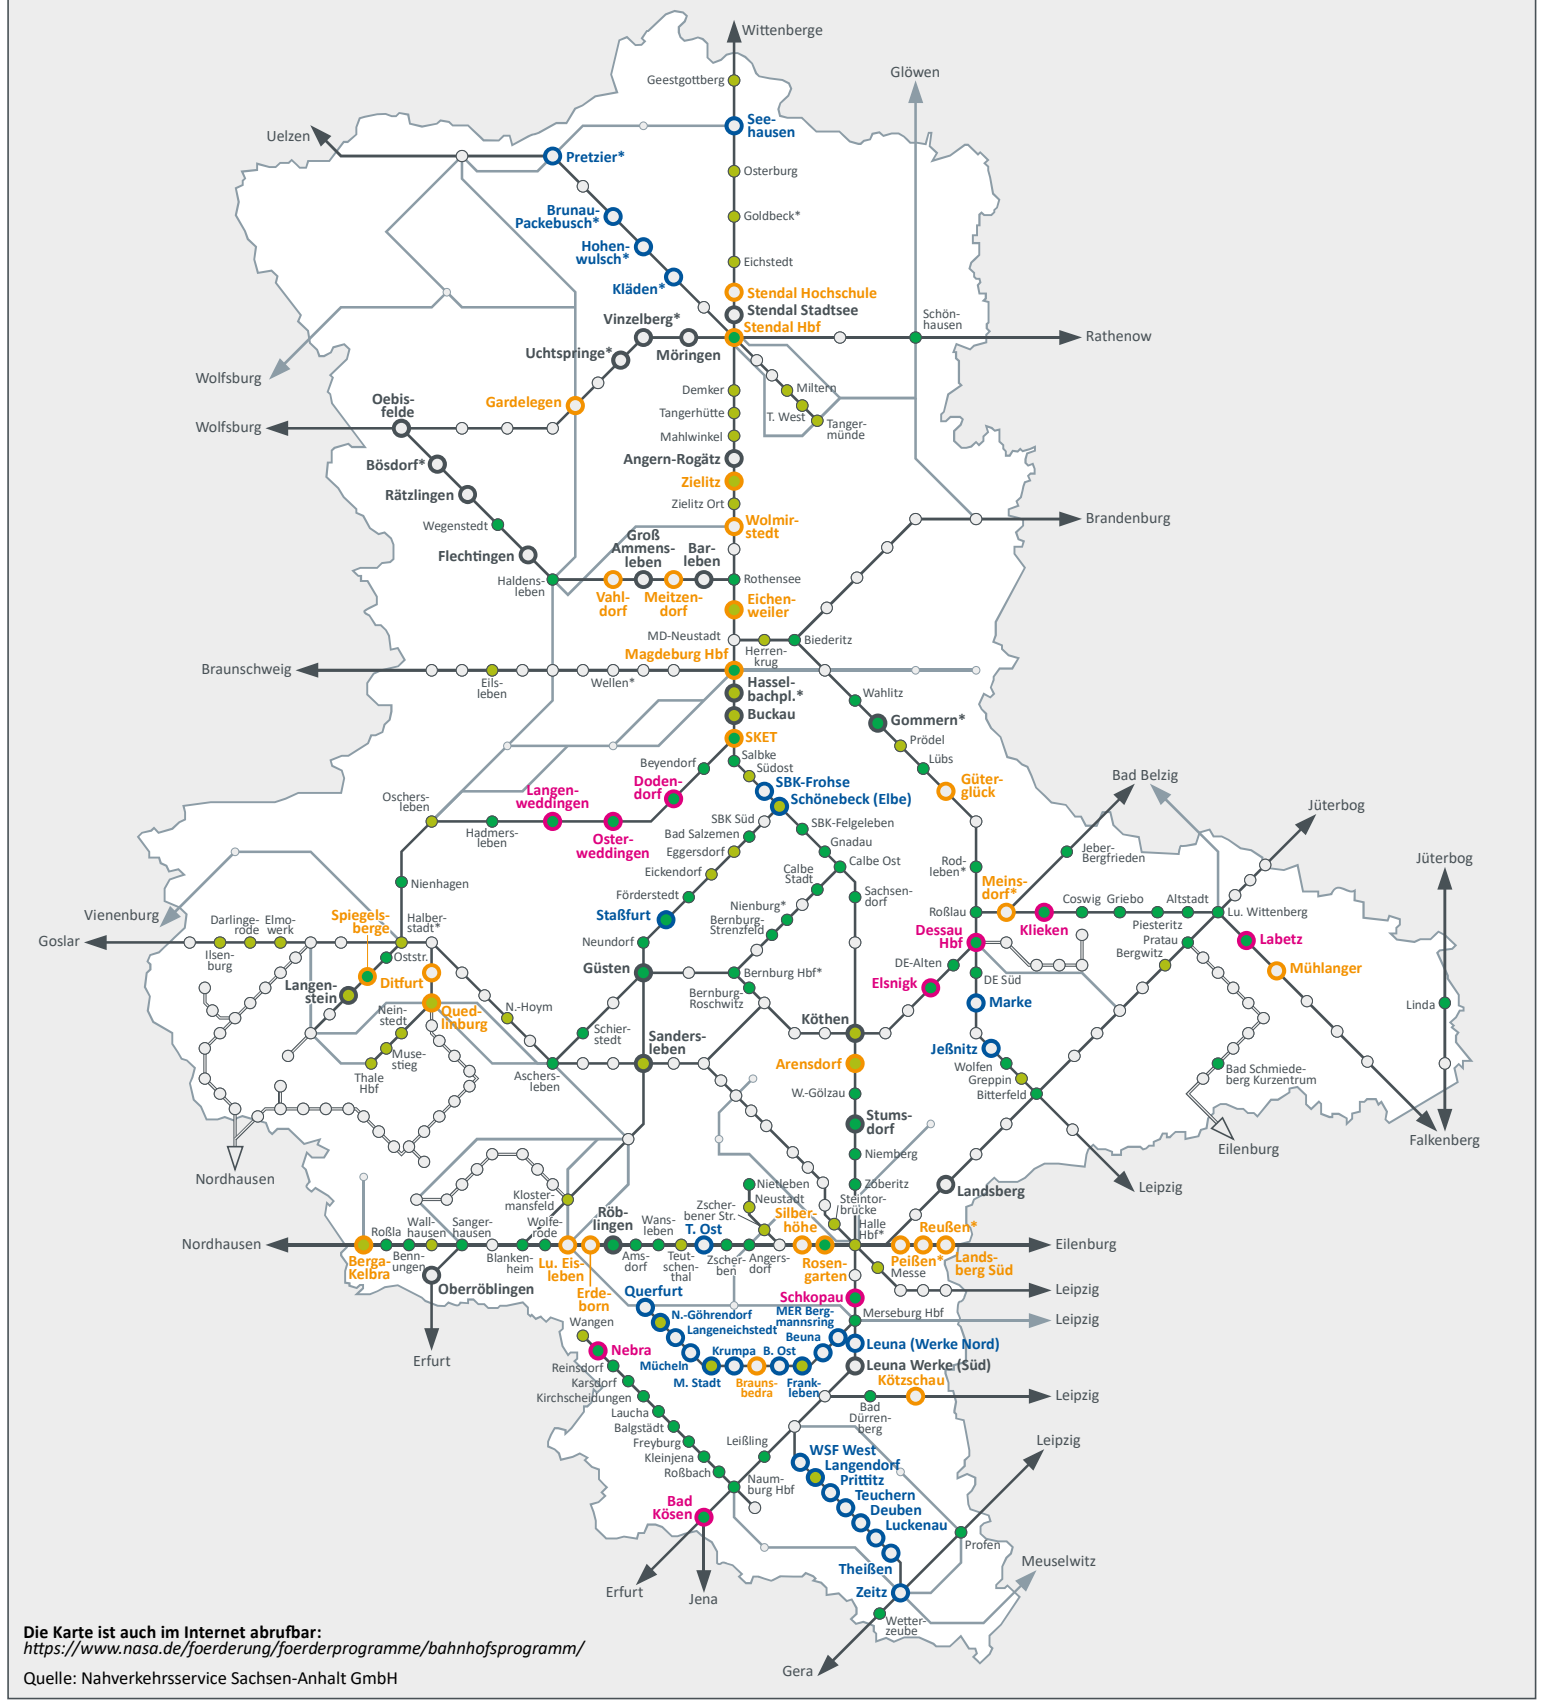 Wittenberge
Geestgottberg
Glöwen
See-
hausen
Uelzen
Pretzier*
Osterburg
Brunau-
Packebusch*
Goldbeck*
Hohen-
wulsch*
Eichstedt
Kläden*
Stendal Hochschule
Stendal Stadtsee
Vinzelberg*
Stendal Hbf
Schön-
hausen
Rathenow
Uchtspringe*
Möringen
Wolfsburg
Oebis-
felde
Gardelegen
Demker
Miltern
Tangerhütte
T. West
Tanger-
münde
Wolfsburg
Mahlwinkel
Angern-Rogätz
Bösdorf*
Zielitz
Rätzlingen
Zielitz Ort
Wegenstedt
Wolmir-
stedt
Brandenburg
Flechtingen
Groß
Ammens-
leben
Bar-
leben
Haldens-
leben
Rothensee
Vahl-
dorf
Meitzen-
dorf
Eichen-
weiler
MD-Neustadt
Herren-
krug
Biederitz
Braunschweig
Magdeburg Hbf
Eils-
leben
Wellen*
Hassel-
bachpl.*
Wahlitz
Buckau
Gommern*
SKET
Prödel
Beyendorf
Salbke
Lübs
Südost
Doden-
dorf
SBK-Frohse
Güter-
glück
Bad Belzig
Langen-
weddingen
Schönebeck (Elbe)
Oschers-
leben
Jüterbog
Hadmers-
leben
Oster-
weddingen
SBK Süd
SBK-Felgeleben
Bad Salzemen
Gnadau
Eggersdorf
Calbe Ost
Jeber-
Bergfrieden
Jüterbog
Eickendorf
Calbe
Stadt
Rod-
leben*
Nienhagen
Förderstedt
Sachsen-
dorf
Meins-
dorf*
Nienburg*
Coswig
Griebo
Altstadt
Vienenburg
Darlinge-
rode
Elmo-
werk
Spiegels-
berge
Halber-
stadt*
Staßfurt
Bernburg-
Strenzfeld
Roßlau
Klieken
Piesteritz
Lu. Wittenberg
Goslar
Ilsen-
burg
Oststr.
Neundorf
Dessau
Hbf
Pratau
Bergwitz
Labetz
DE-Alten
Mühlanger
Langen-
stein
Ditfurt
Güsten
Bernburg Hbf*
Elsnigk
DE Süd
Bernburg-
Roschwitz
Marke
Linda
Nein-
stedt
Qued-
linburg
N.-Hoym
Köthen
Schier-
stedt
Sanders-
leben
Jeßnitz
Muse-
stieg
Arensdorf
Wolfen
Thale
Hbf
Aschers-
leben
Greppin
Bad Schmiede-
berg Kurzentrum
W.-Gölzau
Bitterfeld
Stums-
dorf
Falkenberg
Eilenburg
Niemberg
Nordhausen
Nietleben
Zöberitz
Landsberg
Leipzig
Kloster-
mansfeld
Neustadt
Steintor-
brücke
Röb-
lingen
Zscher-
bener Str.
Silber-
höhe
Halle
Hbf*
Reußen*
Roßla
Wall-
hausen
Sanger-
hausen
Wolfe-
rode
Wans-
leben
T. Ost
Nordhausen
Eilenburg
Berga-
Kelbra
Benn-
ungen
Blanken-
heim
Lu. Eis-
leben
Ams-
dorf
Teut-
schen-
thal
Zscher-
ben
Angers-
dorf
Rosen-
garten
Peißen*
Lands-
berg Süd
Messe
Oberröblingen
Erde-
born
Querfurt
Schkopau
Leipzig
N.-Göhrendorf
MER Berg-
mannsring
Merseburg Hbf
Leipzig
Wangen
Langeneichstedt
Beuna
Leuna (Werke Nord)
Nebra
Krumpa
B. Ost
Erfurt
Reinsdorf
Mücheln
Leuna Werke (Süd)
Karsdorf
M. Stadt
Brauns-
bedra
Frank-
leben
Kötzschau
Kirchscheidungen
Leipzig
Laucha
Bad
Dürren-
berg
Balgstädt
Freyburg
Leißling
Leipzig
Kleinjena
WSF West
Roßbach
Langendorf
Naum-
burg Hbf
Prittitz
Bad
Kösen
Teuchern
Deuben
Luckenau
Profen
Theißen
Meuselwitz
Erfurt
Jena
Zeitz
Wetter-
zeube
Die Karte ist auch im Internet abrufbar:
https://www.nasa.de/foerderung/foerderprogramme/bahnhofsprogramm/
Gera
Quelle: Nahverkehrsservice Sachsen-Anhalt GmbH